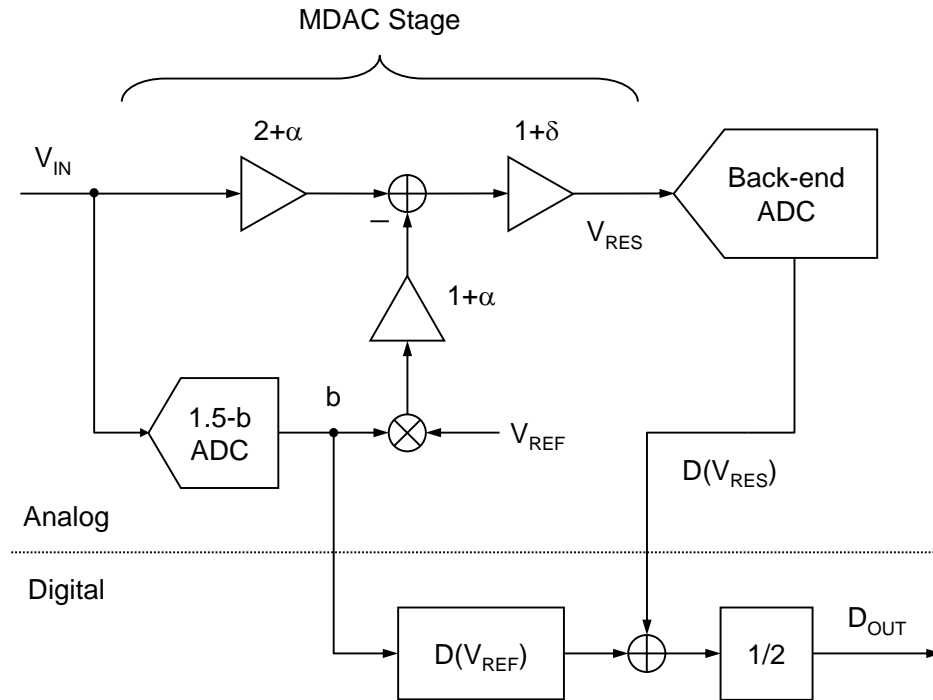 MDAC Stage
2+α
1+δ
V_IN
Back-end
ADC
–
V_RES
1+α
b
1.5-b
ADC
V_REF
D(V_RES)
Analog
Digital
D_OUT
D(V_REF)
1/2